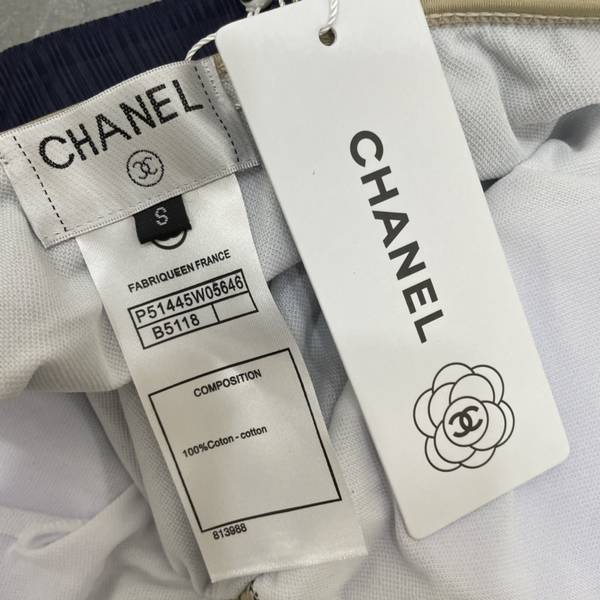 CHANEL
S
FABRIQUEEN FRANCE
P51445W05646
B5118
COMPOSITION
100%Coton - cotton
813988
CHANEL